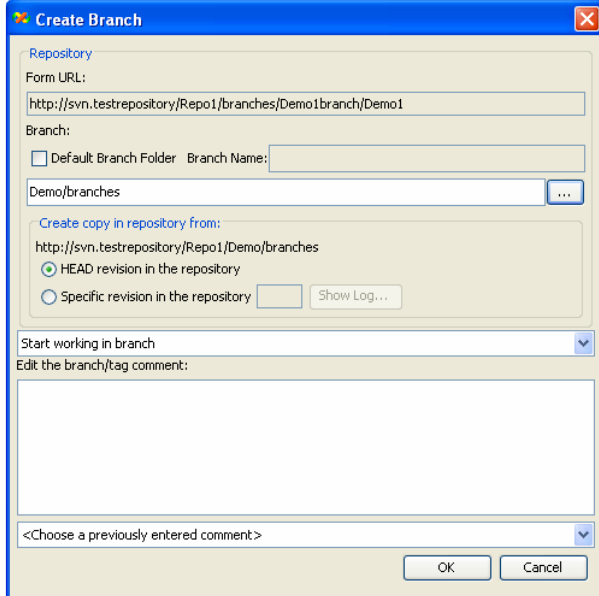 Create Branch
Repository
Form URL:
http://svn.testrepository/Repo1/branches/Demo1branch/Demo1
Branch:
Default Branch Folder Branch Name:
Demo/branches
...
Create copy in repository from:
http://svn.testrepository/Repo1/Demo/branches
HEAD revision in the repository
Specific revision in the repository Show Log...
Start working in branch
Edit the branch/tag comment:
<Choose a previously entered comment>
OK Cancel